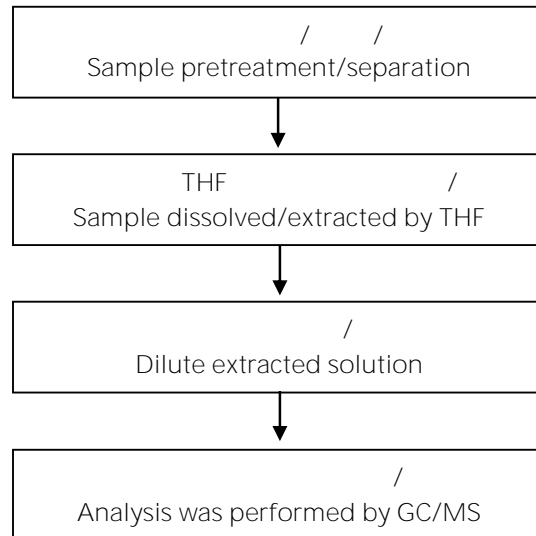 / /
Sample pretreatment/separation
THF /
Sample dissolved/extracted by THF
/
Dilute extracted solution
/
Analysis was performed by GC/MS